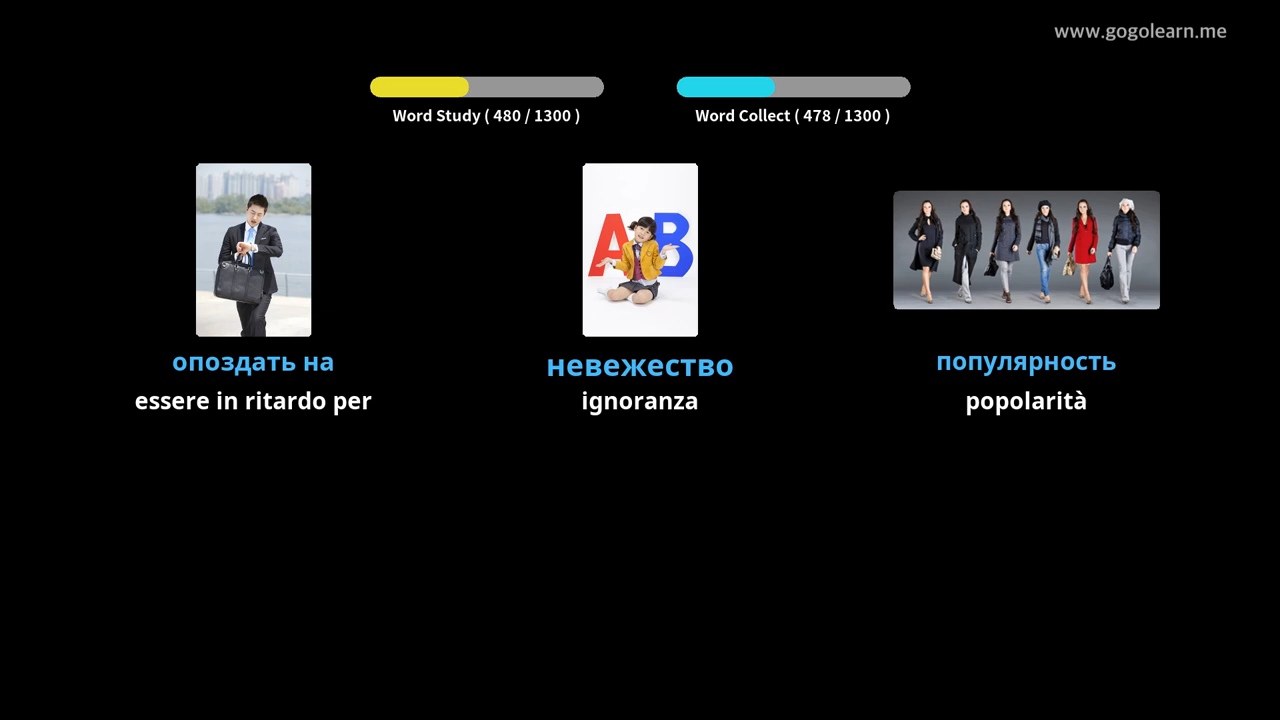 www.gogolearn.me
Word Study ( 480 / 1300 )
Word Collect ( 478 / 1300 )
A B
опоздать на
essere in ritardo per
невежество
ignoranza
популярность
popolarità